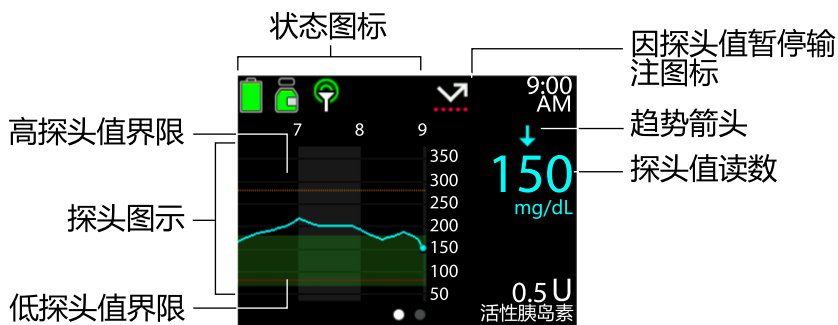 状态图标
因探头值暂停输
注图标
9:00
AM
7 8 9
高探头值界限
趋势箭头
350
300
250
200
150
100
50
150
mg/dL
探头值读数
探头图示
低探头值界限
0.5 U
活性胰岛素